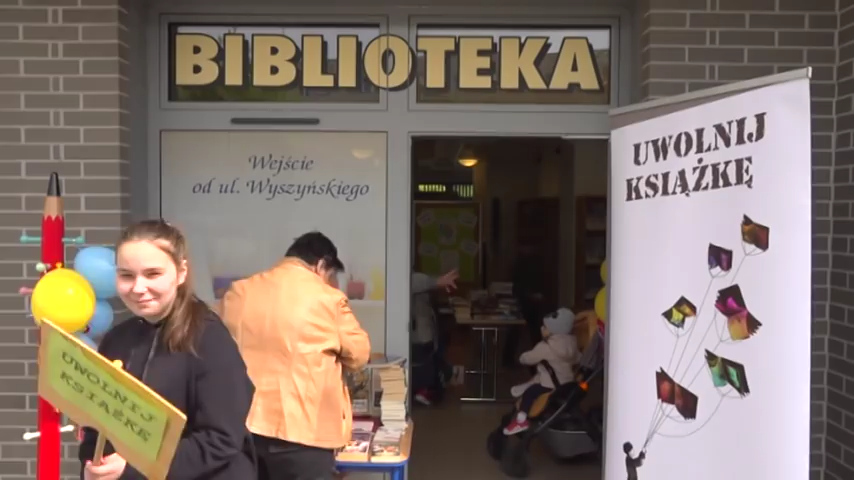 BIBLIOTEKA
Wejście
od ul. Wyszyńskiego
UWOLNIJ
KSIĄŻKĘ
UWOLNIJ
KSIĄŻKĘ